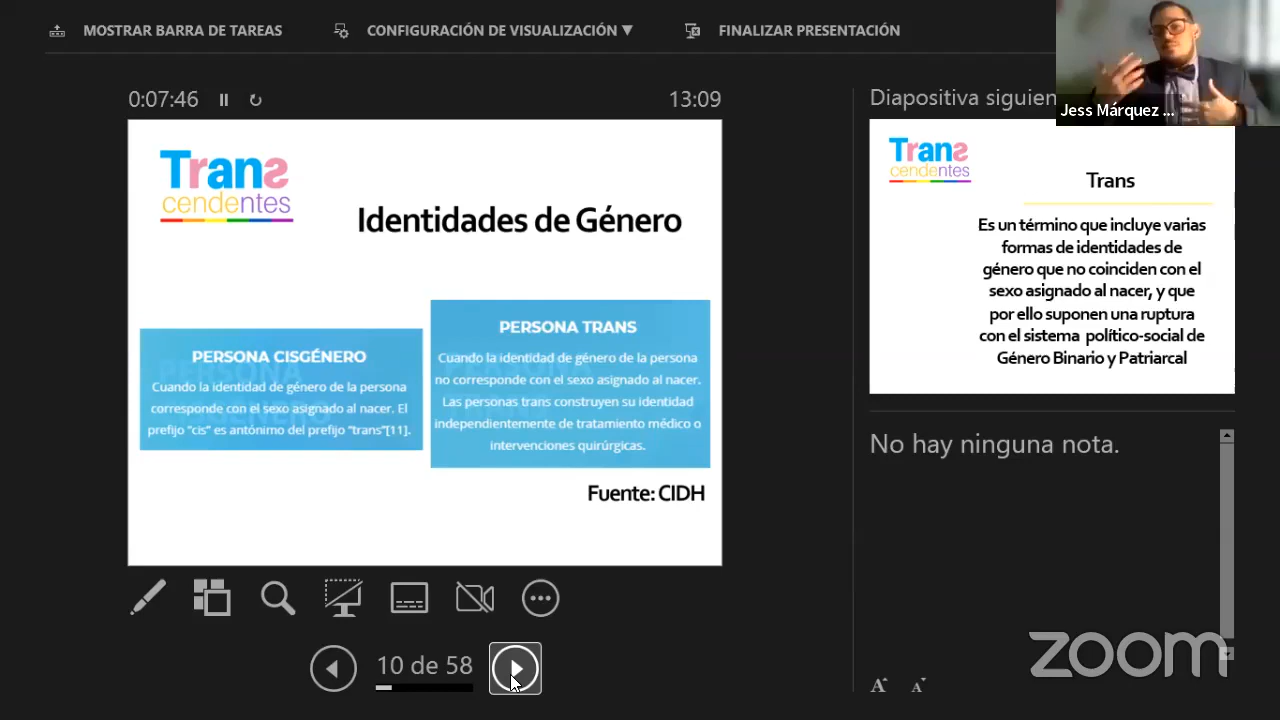 MOSTRAR BARRA DE TAREAS
CONFIGURACIÓN DE VISUALIZACIÓN ▼
FINALIZAR PRESENTACIÓN
Jess Márquez ...
0:07:46
13:09
Trans
cendentes
Identidades de Género
PERSONA CISGÉNERO
Cuando la identidad de género de la persona
corresponde con el sexo asignado al nacer. El
prefijo "cis" es antónimo del prefijo "trans"[11].
PERSONA TRANS
Cuando la identidad de género de la persona
no corresponde con el sexo asignado al nacer.
Las personas trans construyen su identidad
independientemente de tratamiento médico o
intervenciones quirúrgicas.
Fuente: CIDH
10 de 58
Diapositiva siguien
Trans
cendentes
Trans
Es un término que incluye varias
formas de identidades de
género que no coinciden con el
sexo asignado al nacer, y que
por ello suponen una ruptura
con el sistema político-social de
Género Binario y Patriarcal
No hay ninguna nota.
A A
zoom